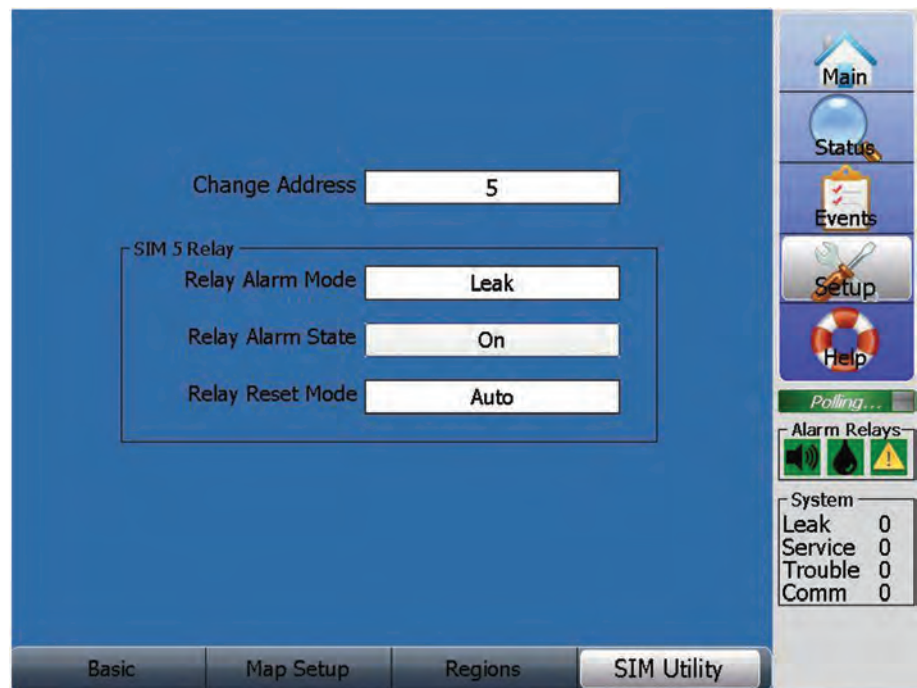 Change Address 5
SIM 5 Relay
Relay Alarm Mode Leak
Relay Alarm State On
Relay Reset Mode Auto
Main
Status
Events
Setup
Help
Polling...
Alarm Relays
System
Leak 0
Service 0
Trouble 0
Comm 0
Basic Map Setup Regions SIM Utility